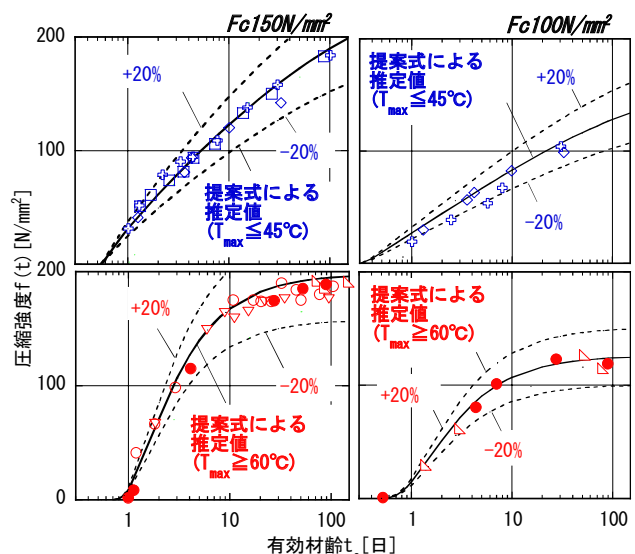 Fc150N/mm²
Fc100N/mm²
200
100
0
+20%
-20%
提案式による
推定値
(Tmax≦45℃)
提案式による
推定値
(Tmax≦45℃)
+20%
-20%
圧縮強度f(t)[N/mm²]
200
100
0
+20%
-20%
提案式による
推定値
(Tmax≧60℃)
1
10
100
提案式による
推定値
(Tmax≧60℃)
+20%
-20%
1
10
100
有効材齢te[日]